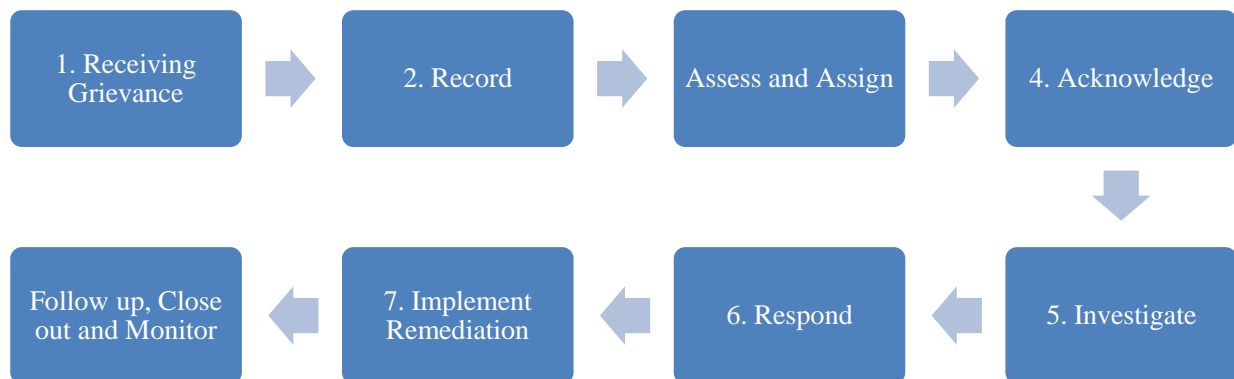 1. Receiving
Grievance
2. Record
Assess and Assign
4. Acknowledge
5. Investigate
6. Respond
7. Implement
Remediation
Follow up, Close
out and Monitor